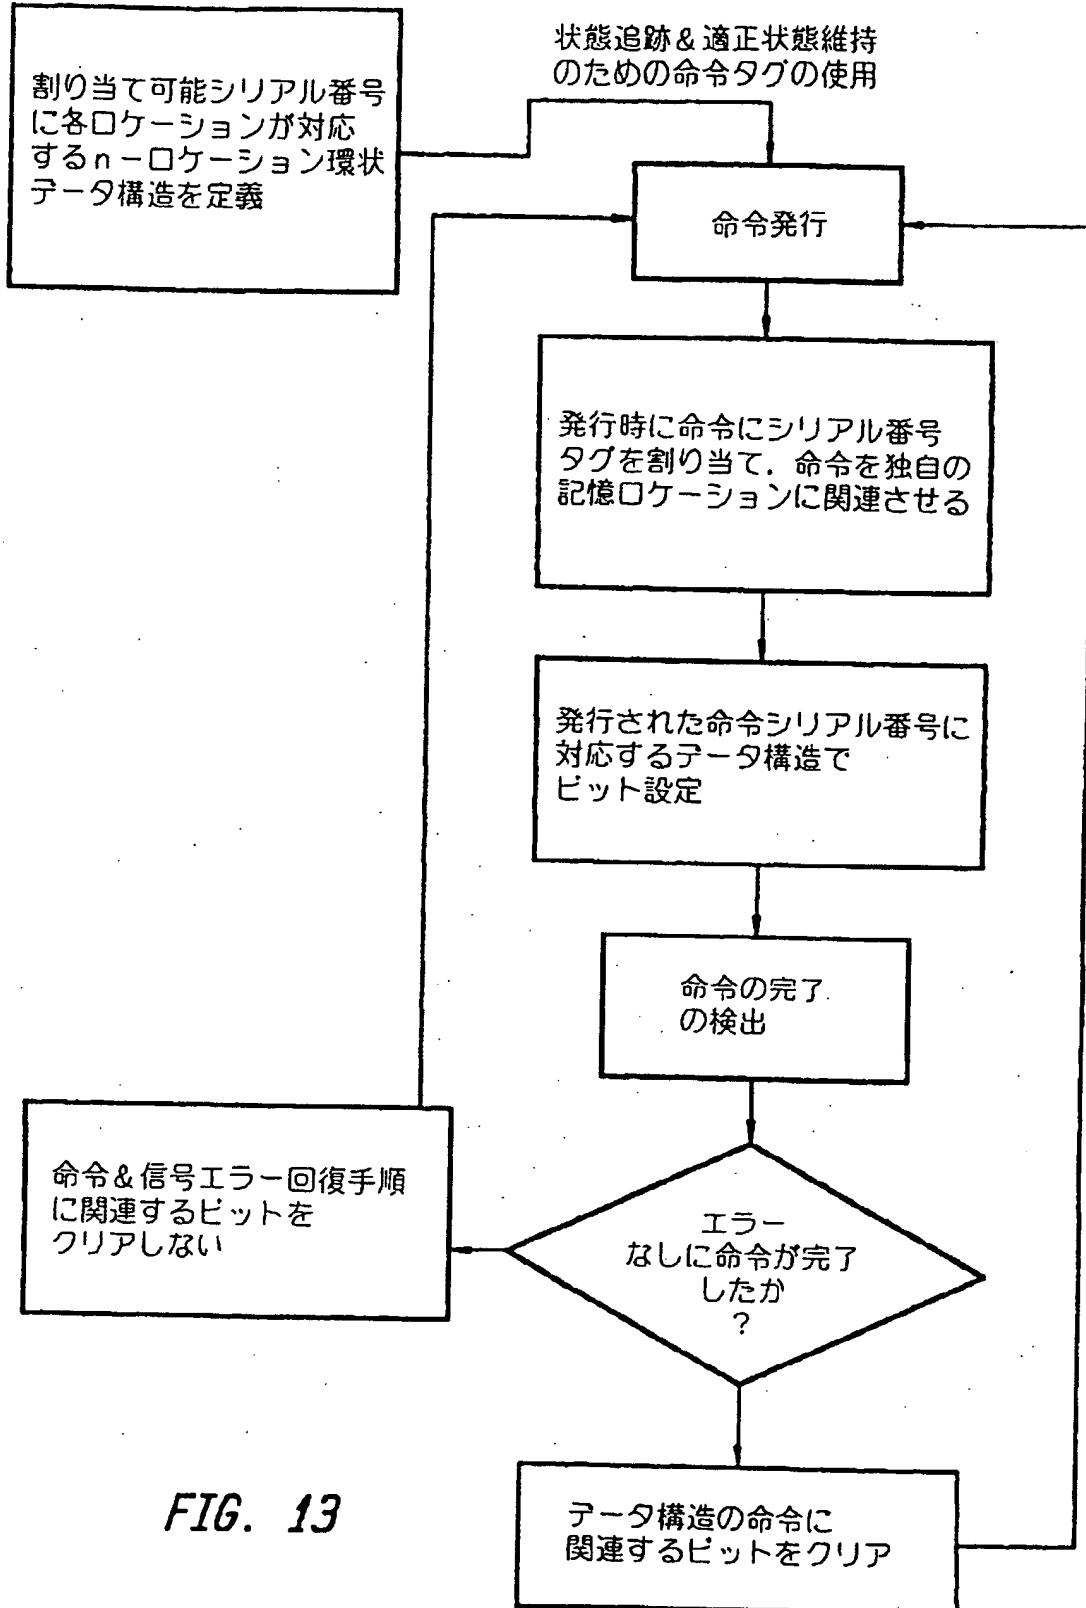 状態追跡&適正状態維持
のための命令タグの使用
割り当て可能シリアル番号
に各ロケーションが対応
するn-ロケーション環状
データ構造を定義
命令発行
発行時に命令にシリアル番号
タグを割り当て.命令を独自の
記憶ロケーションに関連させる
発行された命令シリアル番号に
対応するデータ構造で
ビット設定
命令の完了
の検出
エラー
なしに命令が完了
したか
?
命令&信号エラー回復手順
に関連するビットを
クリアしない
データ構造の命令に
関連するビットをクリア
FIG. 13